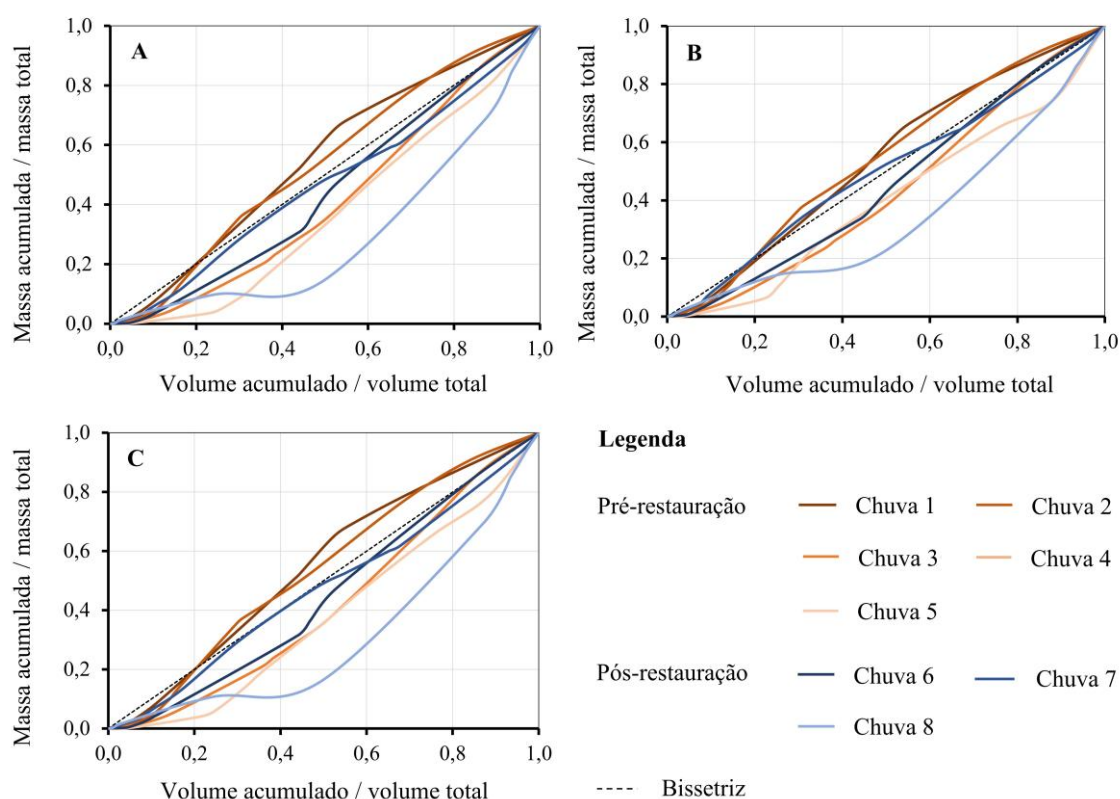 A
Massa acumulada / massa total
1,0
0,8
0,6
0,4
0,2
0,0
0,0 0,2 0,4 0,6 0,8 1,0
Volume acumulado / volume total
B
Massa acumulada / massa total
1,0
0,8
0,6
0,4
0,2
0,0
0,0 0,2 0,4 0,6 0,8 1,0
Volume acumulado / volume total
C
Massa acumulada / massa total
1,0
0,8
0,6
0,4
0,2
0,0
0,0 0,2 0,4 0,6 0,8 1,0
Volume acumulado / volume total
Legenda
Pré-restauração Chuva 1 Chuva 2
Chuva 3 Chuva 4
Chuva 5
Pós-restauração Chuva 6 Chuva 7
Chuva 8
Bissetriz